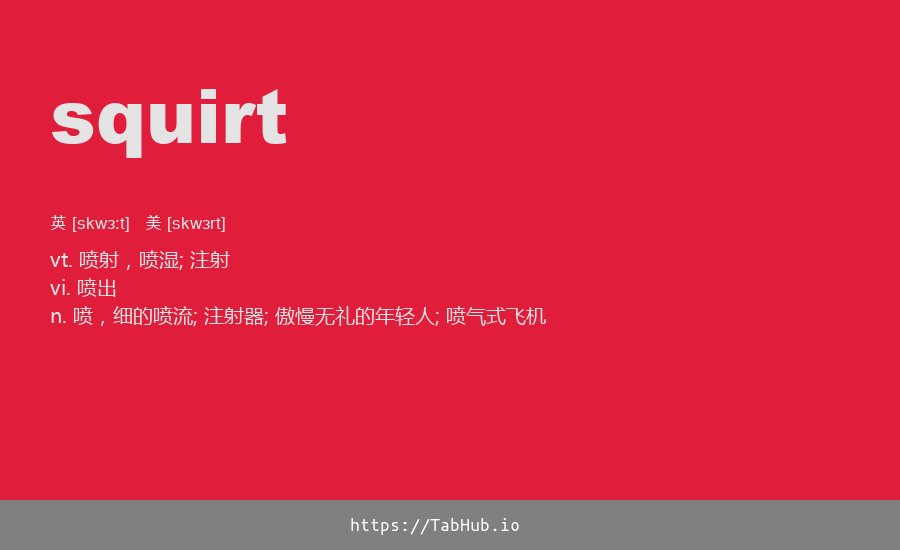 squirt
英 [skwɜːt] 美 [skwɜrt]
vt. 喷射，喷湿; 注射
vi. 喷出
n. 喷，细的喷流; 注射器; 傲慢无礼的年轻人; 喷气式飞机
https://TabHub.io